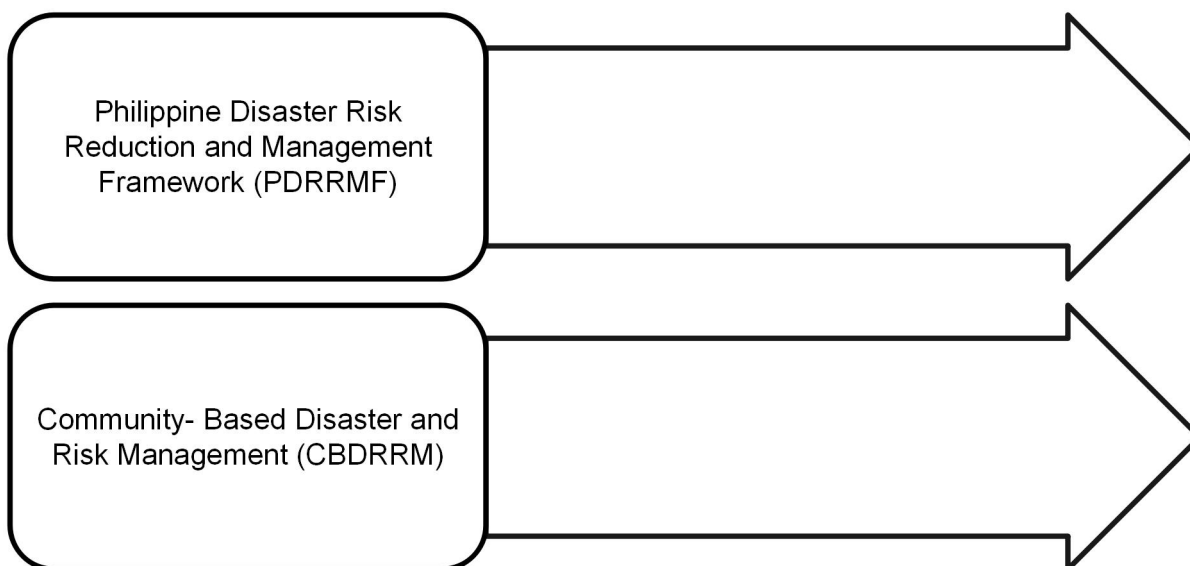 Philippine Disaster Risk
Reduction and Management
Framework (PDRRMF)
Community- Based Disaster and
Risk Management (CBDRRM)